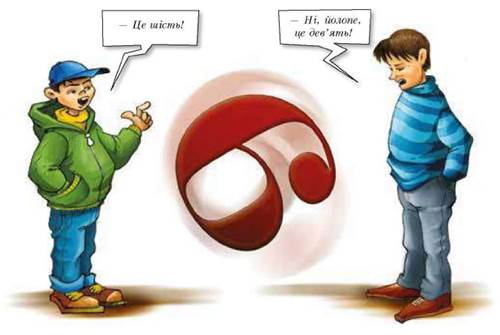 – Це шість!
– Ні, йолопе,
це дев'ять!